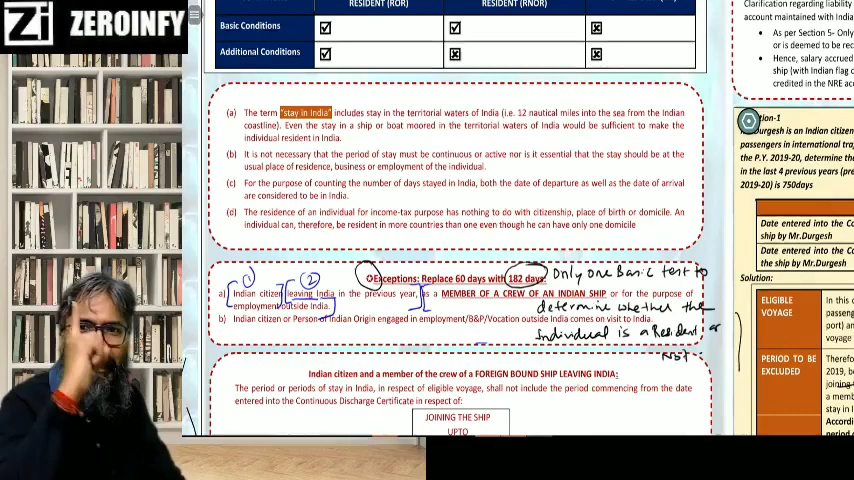 Zi ZEROINFY
RESIDENT (ROR)
RESIDENT (RNOR)
Basic Conditions
Additional Conditions
(a) The term "stay in India" includes stay in the territorial waters of India (i.e. 12 nautical miles into the sea from the Indian
coastline). Even the stay in a ship or boat moored in the territorial waters of India would be sufficient to make the
individual resident in India.
(b) It is not necessary that the period of stay must be continuous or active nor is it essential that the stay should be at the
usual place of residence, business or employment of the individual.
(c) For the purpose of counting the number of days stayed in India, both the date of departure as well as the date of arrival
are considered to be in India.
(d) The residence of an individual for income-tax purpose has nothing to do with citizenship, place of birth or domicile. An
individual can, therefore, be resident in more countries than one even though he can have only one domicile
1 2
Exceptions: Replace 60 days with 182 days:
Only one Basic test to
determine whether the
Individual is a Resident or
Not
a) Indian citizen leaving India in the previous year, as a MEMBER OF A CREW OF AN INDIAN SHIP or for the purpose of
employment outside India.
b) Indian citizen or Person of Indian Origin engaged in employment/B&P/Vocation outside India comes on visit to India.
Indian citizen and a member of the crew of a FOREIGN BOUND SHIP LEAVING INDIA:
The period or periods of stay in India, in respect of eligible voyage, shall not include the period commencing from the date
entered into the Continuous Discharge Certificate in respect of:
JOINING THE SHIP
UPTO
Clarification regarding liability
account maintained with India
• As per Section 5- Only
or is deemed to be rec
• Hence, salary accrued
ship (with Indian flag o
credited in the NRE ac
urgesh is an Indian citizen
passengers in international tra
the P.Y. 2019-20, determine th
in the last 4 previous years (pre
2019-20) is 750days
Date entered into the Co
ship by Mr.Durgesh
Date entered into the Co
the ship by Mr.Durgesh
Solution:
ELIGIBLE
VOYAGE
In this c
passenge
port) an
voyage
PERIOD TO BE
EXCLUDED
Therefo
2019, b
joining
a memb
stay in I
Accordi
period o